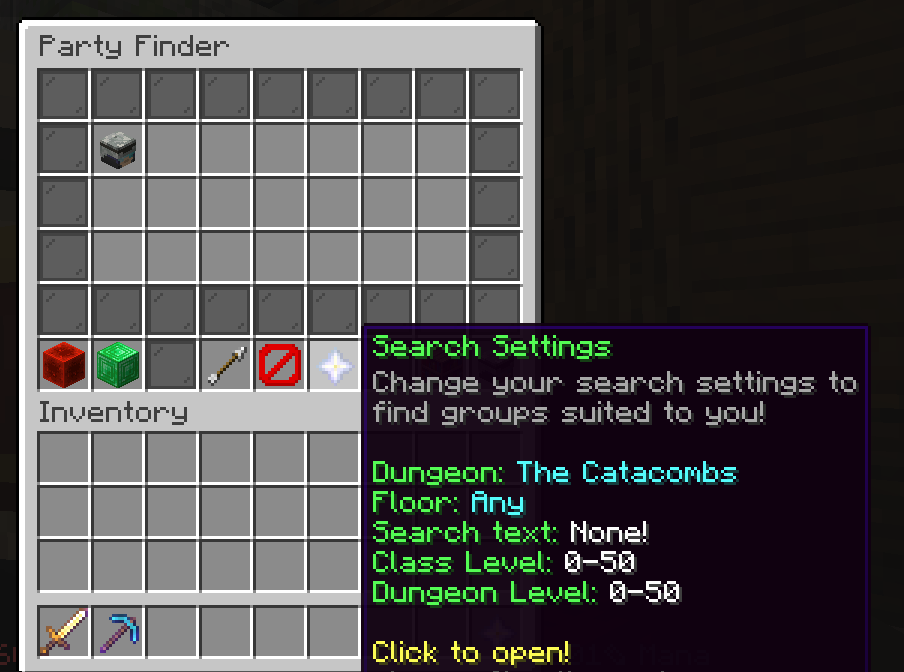 Party Finder
Search Settings
Change your search settings to
find groups suited to you!
Inventory
Dungeon: The Catacombs
Floor: Any
Search text: None!
Class Level: 0-50
Dungeon Level: 0-50
Click to open!
Mana